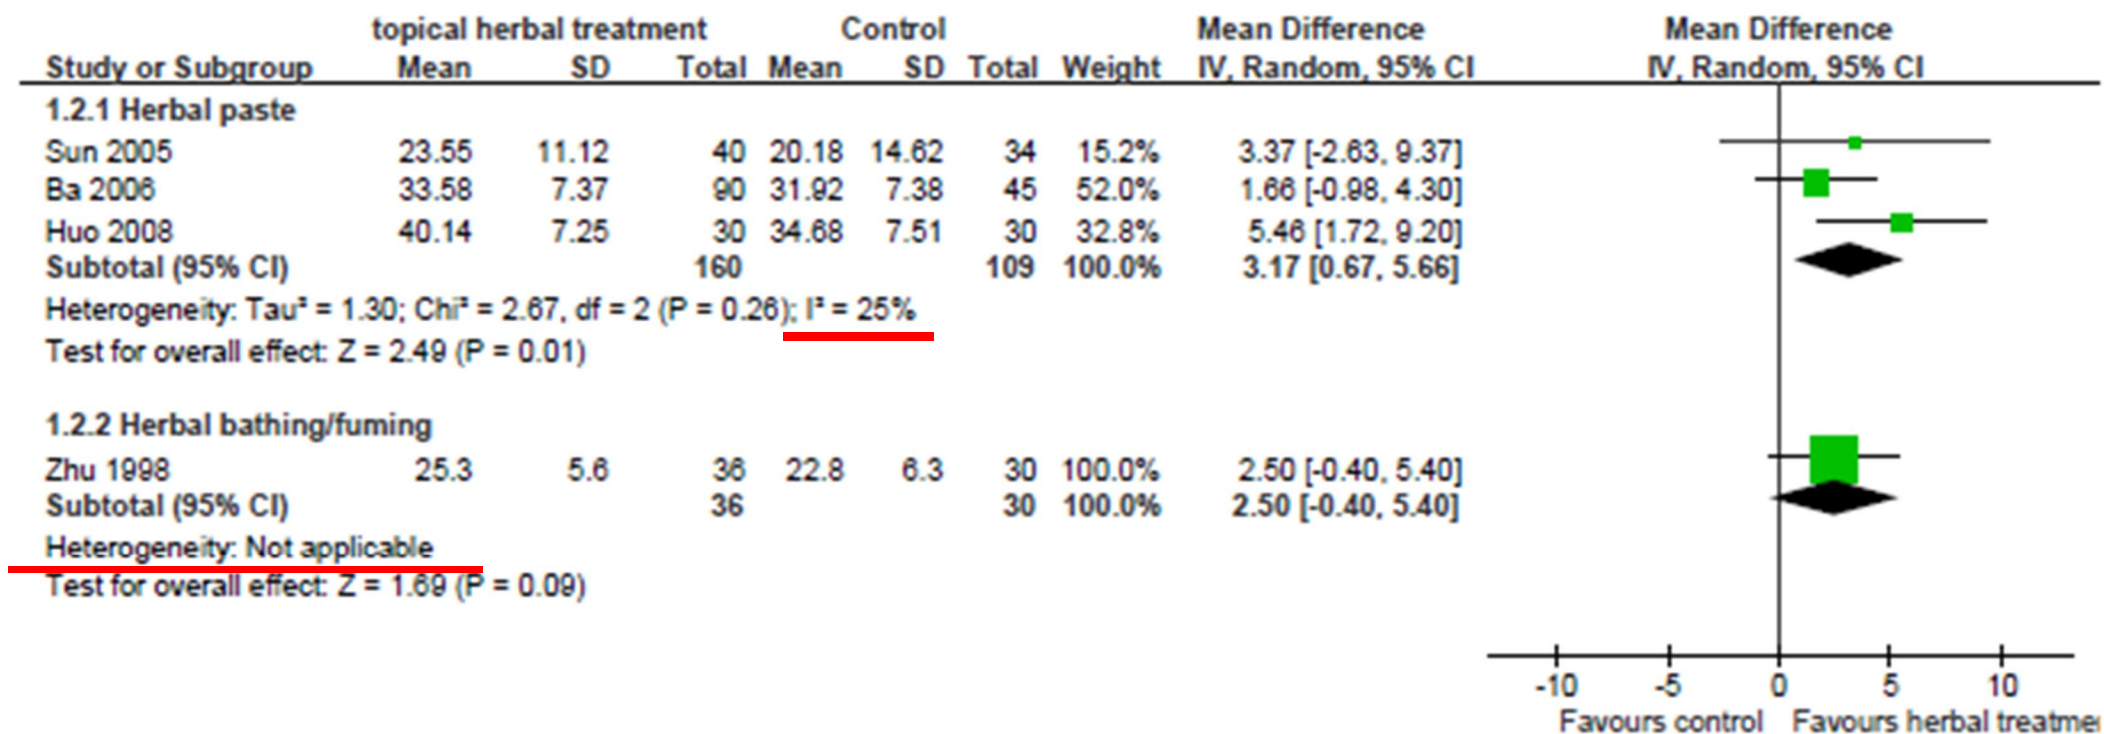 topical herbal treatment Control Mean Difference Mean Difference
Study or Subgroup Mean SD Total Mean SD Total Weight IV, Random, 95% CI IV, Random, 95% CI
1.2.1 Herbal paste
Sun 2005 23.55 11.12 40 20.18 14.62 34 15.2% 3.37 [-2.63, 9.37]
Ba 2006 33.58 7.37 90 31.92 7.38 45 52.0% 1.66 [-0.98, 4.30]
Huo 2008 40.14 7.25 30 34.68 7.51 30 32.8% 5.46 [1.72, 9.20]
Subtotal (95% CI) 160 109 100.0% 3.17 [0.67, 5.66]
Heterogeneity: Tau² = 1.30; Chi² = 2.67, df = 2 (P = 0.26); I² = 25%
Test for overall effect: Z = 2.49 (P = 0.01)
1.2.2 Herbal bathing/fuming
Zhu 1998 25.3 5.6 36 22.8 6.3 30 100.0% 2.50 [-0.40, 5.40]
Subtotal (95% CI) 36 30 100.0% 2.50 [-0.40, 5.40]
Heterogeneity: Not applicable
Test for overall effect: Z = 1.69 (P = 0.09)
-10 -5 0 5 10
Favours control Favours herbal treatme